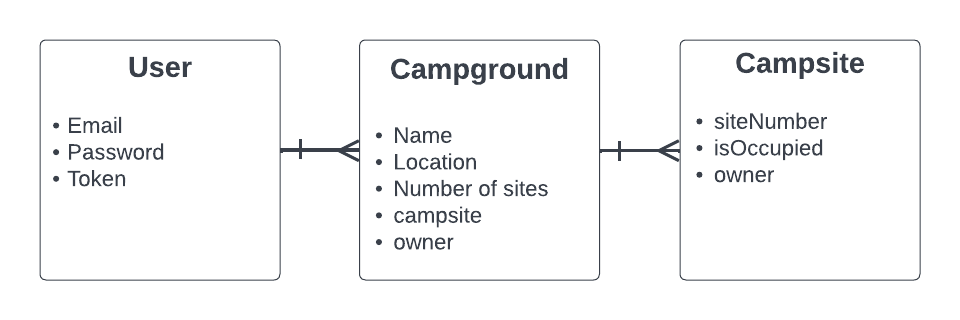 User
• Email
• Password
• Token
Campground
• Name
• Location
• Number of sites
• campsite
• owner
Campsite
• siteNumber
• isOccupied
• owner